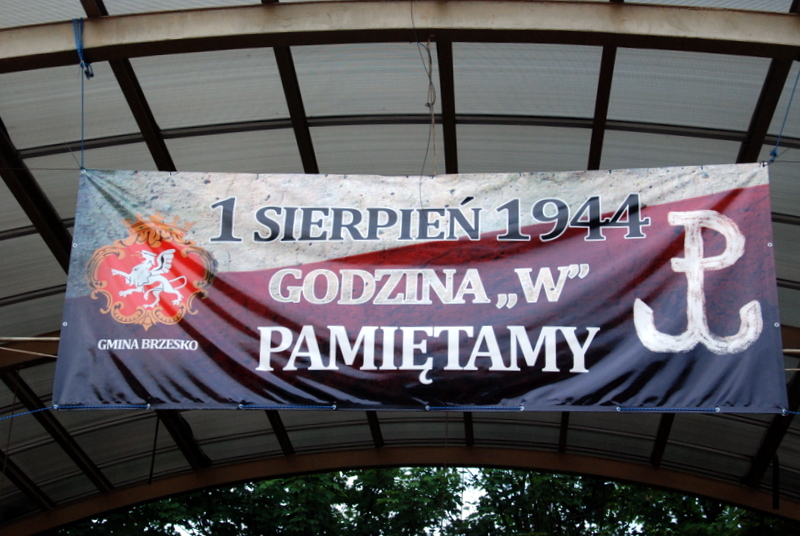 1 SIERPIEŃ 1944
GODZINA „W”
PAMIĘTAMY
GMINA BRZESKO